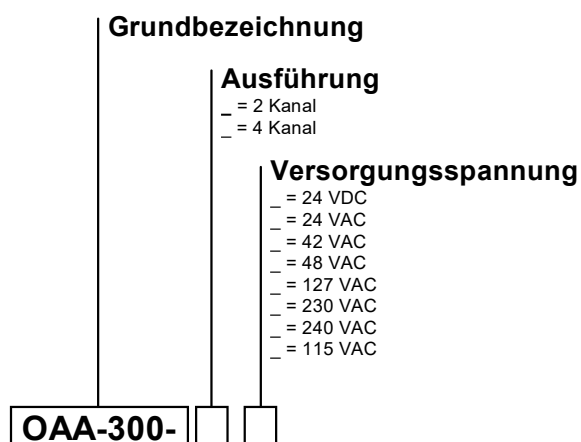 Grundbezeichnung
Ausführung
_ = 2 Kanal
_ = 4 Kanal
Versorgungsspannung
_ = 24 VDC
_ = 24 VAC
_ = 42 VAC
_ = 48 VAC
_ = 127 VAC
_ = 230 VAC
_ = 240 VAC
_ = 115 VAC
OAA-300-